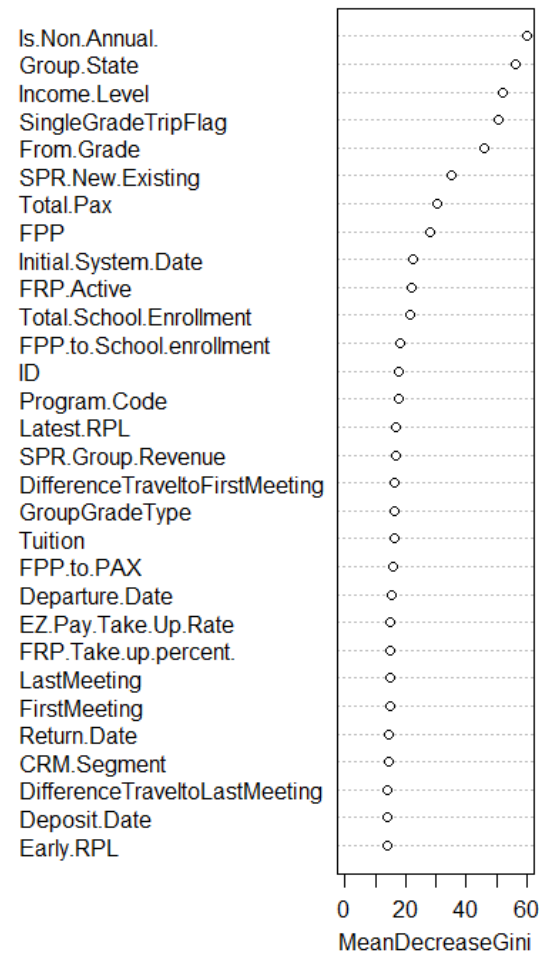 Is.Non.Annual.
Group.State
Income.Level
SingleGradeTripFlag
From.Grade
SPR.New.Existing
Total.Pax
FPP
Initial.System.Date
FRP.Active
Total.School.Enrollment
FPP.to.School.enrollment
ID
Program.Code
Latest.RPL
SPR.Group.Revenue
DifferenceTraveltoFirstMeeting
GroupGradeType
Tuition
FPP.to.PAX
Departure.Date
EZ.Pay.Take.Up.Rate
FRP.Take.up.percent.
LastMeeting
FirstMeeting
Return.Date
CRM.Segment
DifferenceTraveltoLastMeeting
Deposit.Date
Early.RPL
0 20 40 60
MeanDecreaseGini